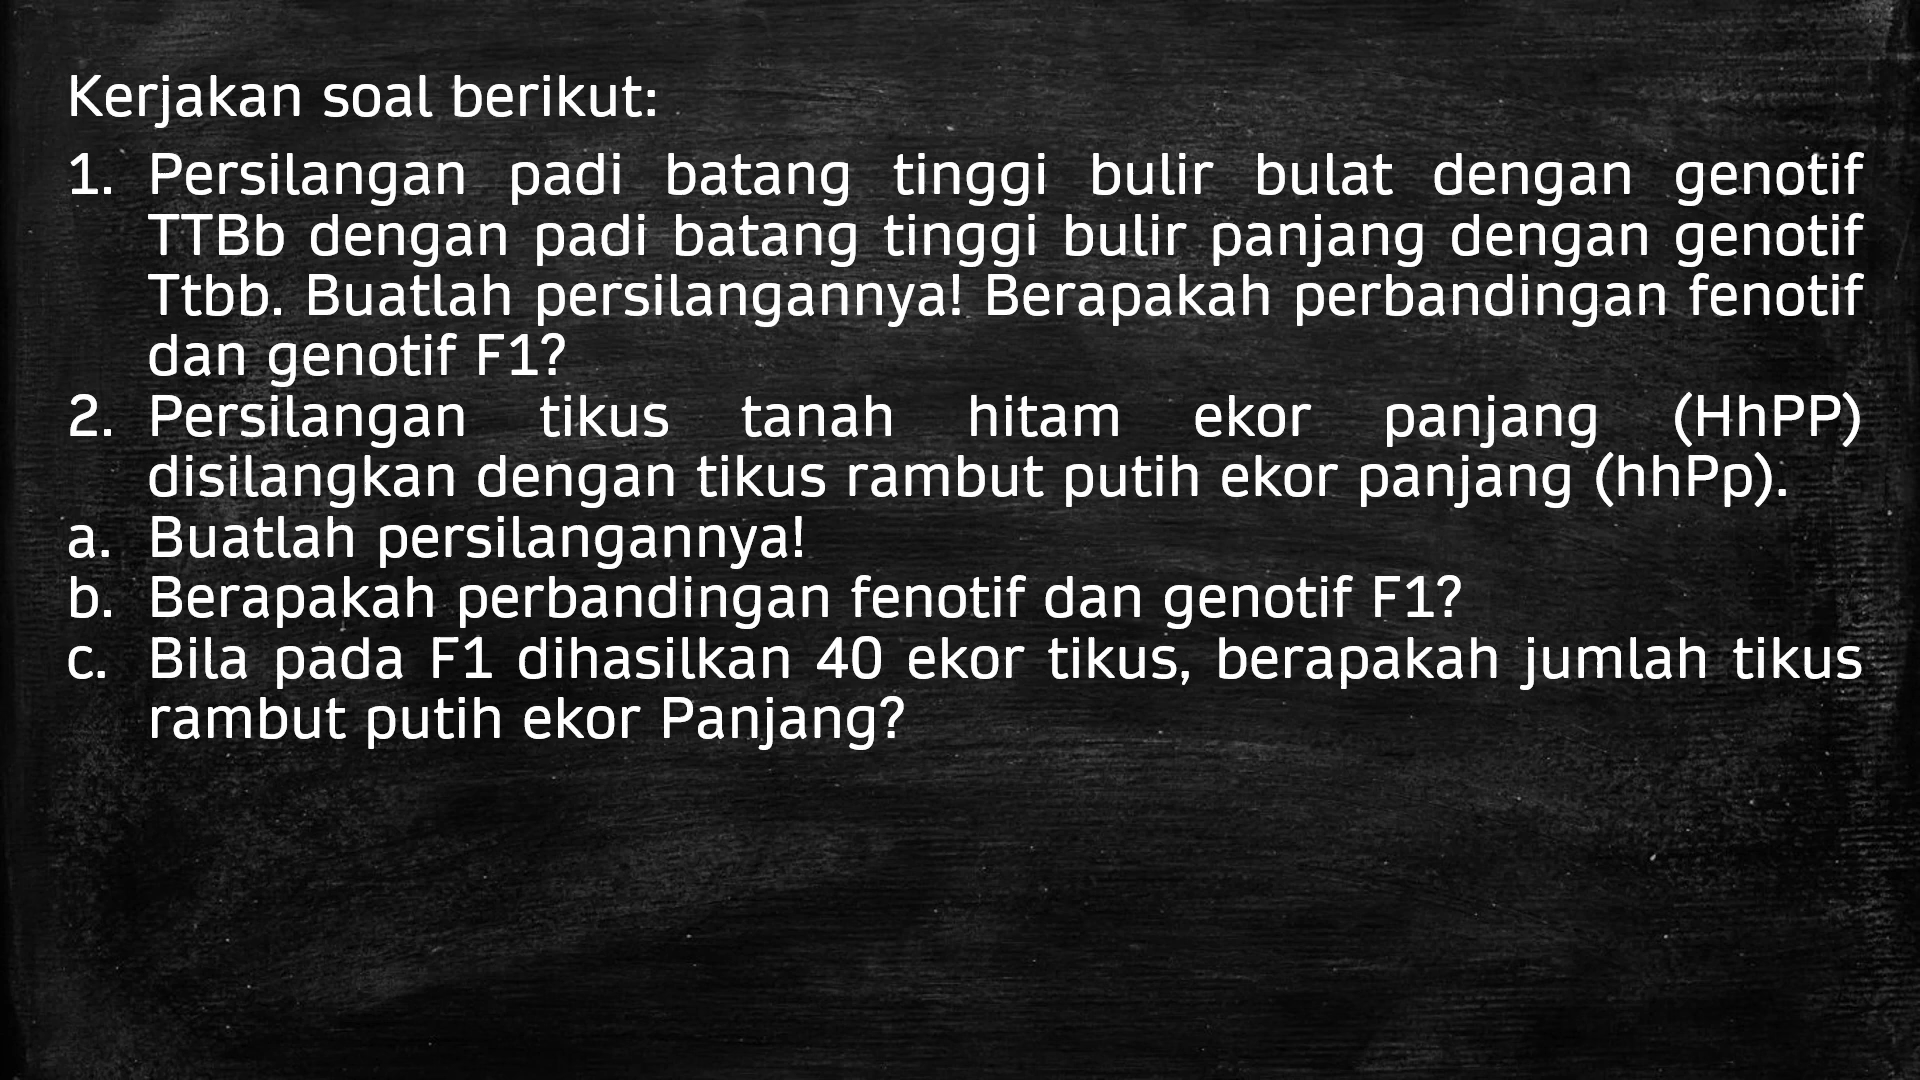 Kerjakan soal berikut:
1. Persilangan padi batang tinggi bulir bulat dengan genotif
TTBb dengan padi batang tinggi bulir panjang dengan genotif
Ttbb. Buatlah persilangannya! Berapakah perbandingan fenotif
dan genotif F1?
2. Persilangan tikus tanah hitam ekor panjang (HhPP)
disilangkan dengan tikus rambut putih ekor panjang (hhPp).
a. Buatlah persilangannya!
b. Berapakah perbandingan fenotif dan genotif F1?
c. Bila pada F1 dihasilkan 40 ekor tikus, berapakah jumlah tikus
rambut putih ekor Panjang?